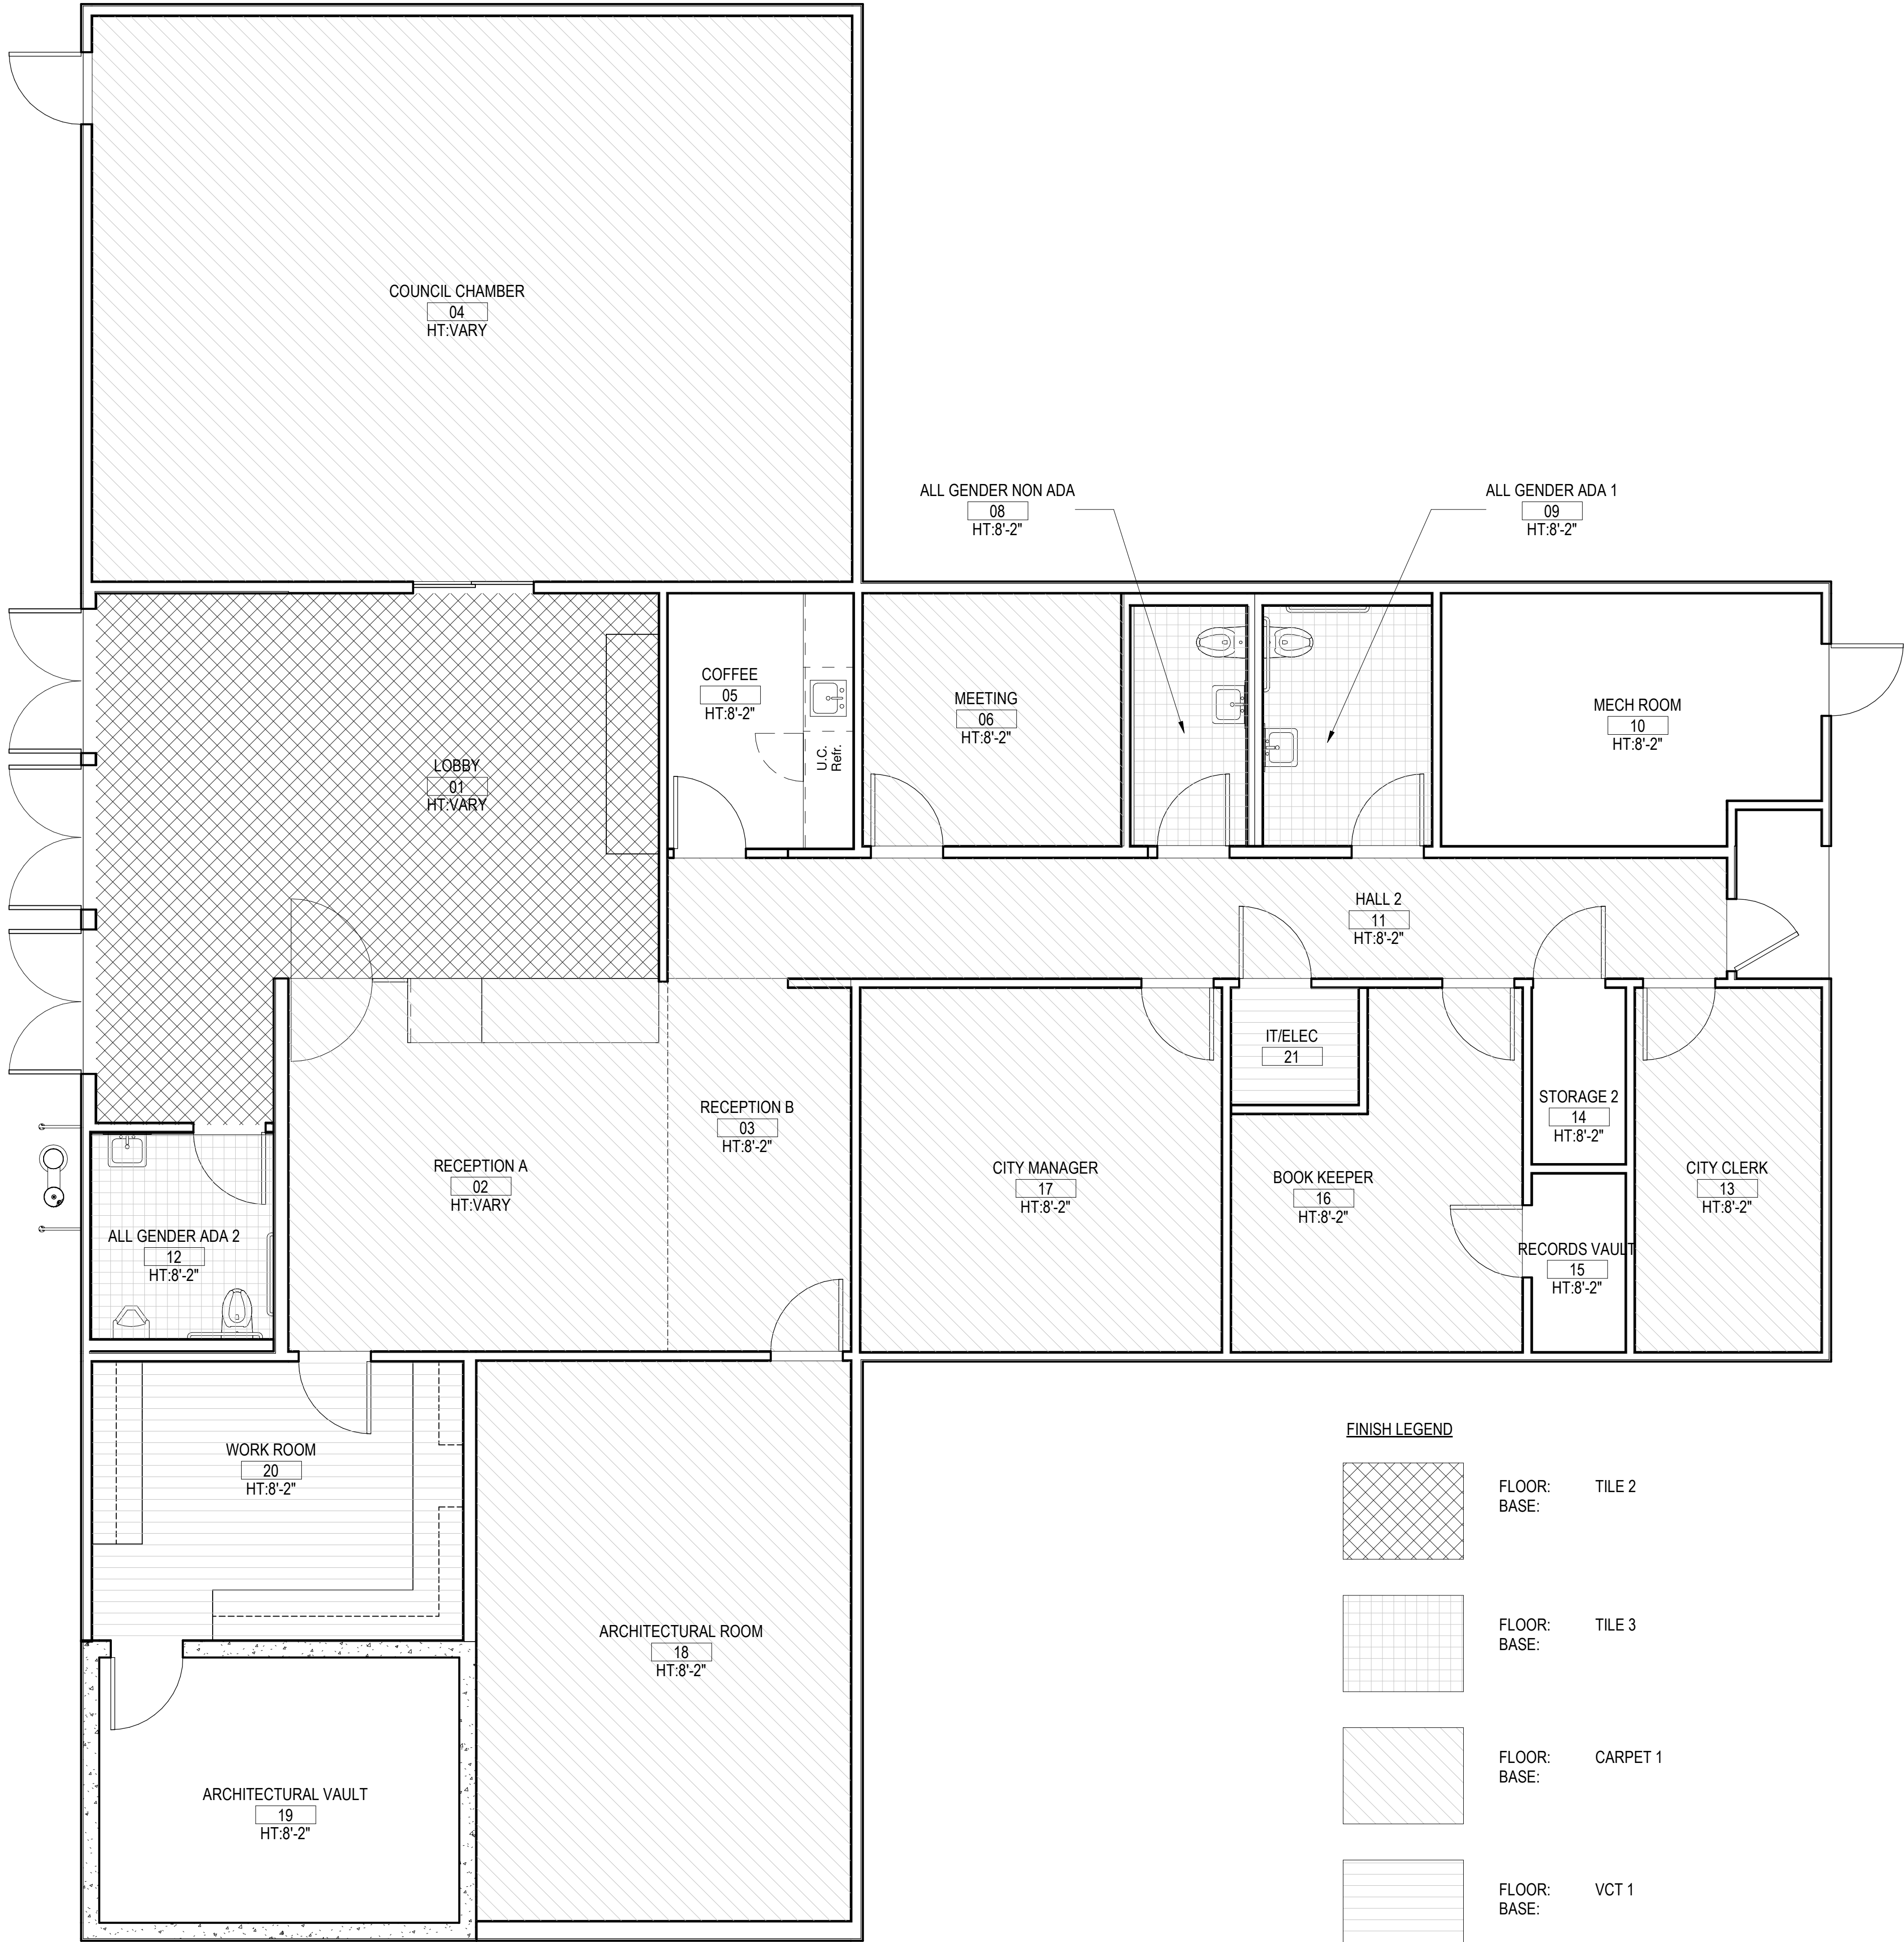 COUNCIL CHAMBER
04
HT:VARY
ALL GENDER NON ADA
08
HT:8'-2"
ALL GENDER ADA 1
09
HT:8'-2"
LOBBY
01
HT:VARY
COFFEE
05
HT:8'-2"
U.C.
Refr.
MEETING
06
HT:8'-2"
MECH ROOM
10
HT:8'-2"
HALL 2
11
HT:8'-2"
IT/ELEC
21
RECEPTION B
03
HT:8'-2"
RECEPTION A
02
HT:VARY
CITY MANAGER
17
HT:8'-2"
BOOK KEEPER
16
HT:8'-2"
STORAGE 2
14
HT:8'-2"
RECORDS VAULT
15
HT:8'-2"
CITY CLERK
13
HT:8'-2"
ALL GENDER ADA 2
12
HT:8'-2"
WORK ROOM
20
HT:8'-2"
ARCHITECTURAL ROOM
18
HT:8'-2"
ARCHITECTURAL VAULT
19
HT:8'-2"
FINISH LEGEND
FLOOR: TILE 2
BASE:
FLOOR: TILE 3
BASE:
FLOOR: CARPET 1
BASE:
FLOOR: VCT 1
BASE: